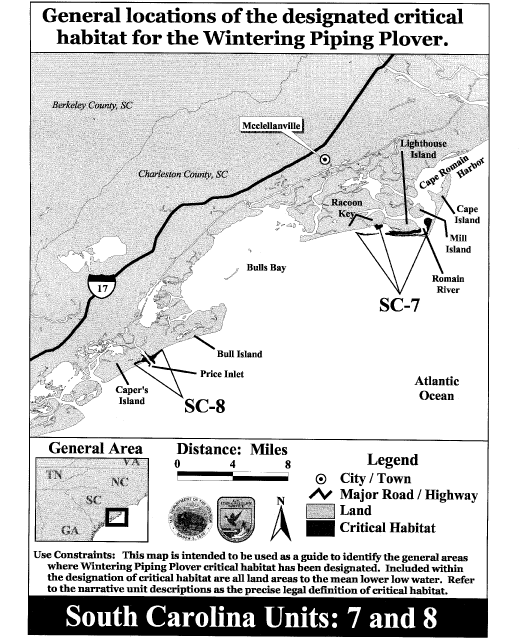 General locations of the designated critical
habitat for the Wintering Piping Plover.
Berkeley County, SC
Mcclellanville
Lighthouse
Island
Cape Romain
Harbor
Charleston County, SC
Racoon
Key
Cape
Island
Mill
Island
Bulls Bay
Romain
River
17
SC-7
Bull Island
Price Inlet
Caper's
Island
SC-8
Atlantic
Ocean
General Area
VA
TN
NC
SC
GA
Distance: Miles
0 4 8
N
Legend
City / Town
Major Road / Highway
Land
Critical Habitat
Use Constraints: This map is intended to be used as a guide to identify the general areas
where Wintering Piping Plover critical habitat has been designated. Included within
the designation of critical habitat are all land areas to the mean lower low water. Refer
to the narrative unit descriptions as the precise legal definition of critical habitat.
South Carolina Units: 7 and 8